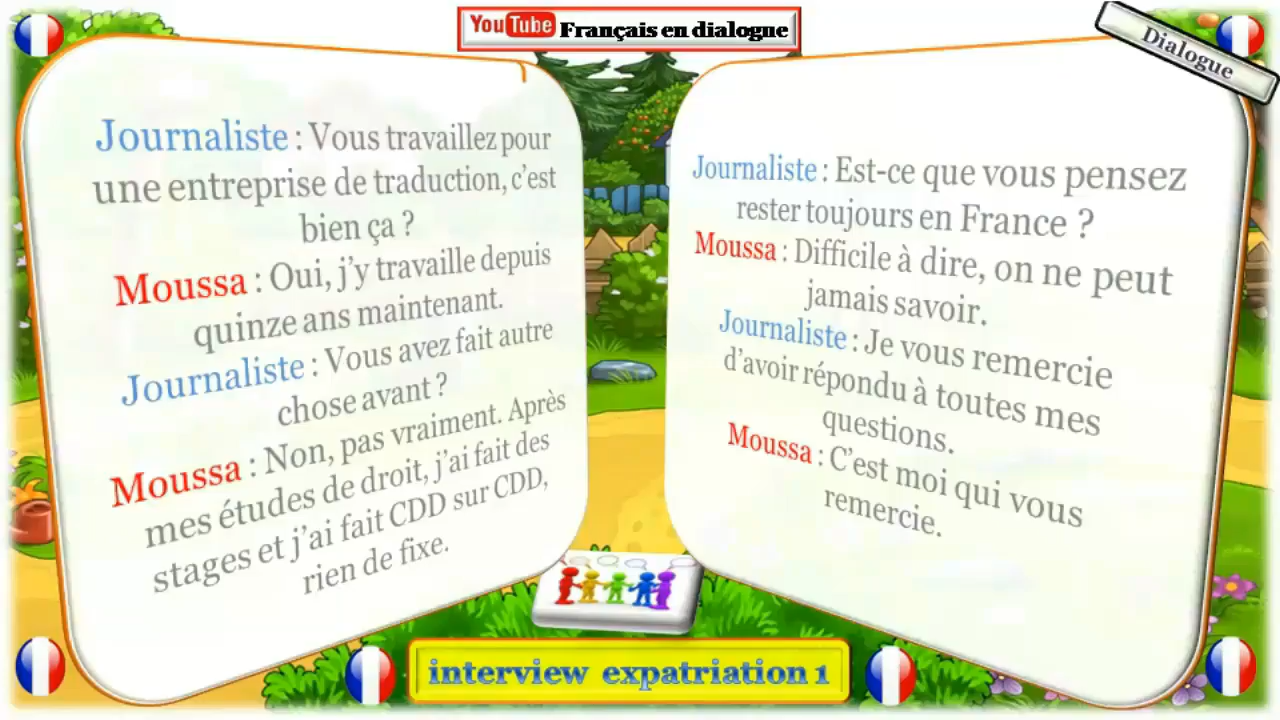 YouTube Français en dialogue
Dialogue
Journaliste : Vous travaillez pour
une entreprise de traduction, c’est
bien ça ?
Moussa : Oui, j’y travaille depuis
quinze ans maintenant.
Journaliste : Vous avez fait autre
chose avant ?
Moussa : Non, pas vraiment. Après
mes études de droit, j’ai fait des
stages et j’ai fait CDD sur CDD,
rien de fixe.
Journaliste : Est-ce que vous pensez
rester toujours en France ?
Moussa : Difficile à dire, on ne peut
jamais savoir.
Journaliste : Je vous remercie
d’avoir répondu à toutes mes
questions.
Moussa : C’est moi qui vous
remercie.
interview expatriation 1